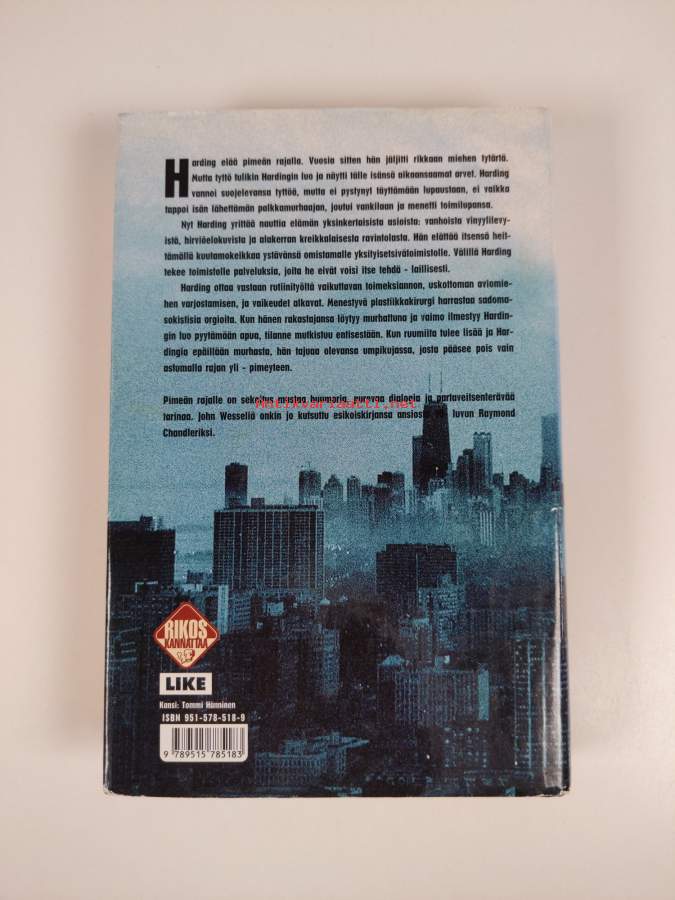 Harding elää pimeän rajalla. Vuosia sitten hän jäljitti rikkaan miehen tytärtä.
Mutta tyttö tulikin Hardingin luo ja näytti tälle isänsä aikaansaamat arvet. Harding
vannoi suojelevansa tyttöä, mutta ei pystynyt täyttämään lupaustaan, ei vaikka
tappoi isän lähettämän palkkamurhaajan, joutui vankilaan ja menetti toimilupansa.
Nyt Harding yrittää nauttia elämän yksinkertaisista asioista: vanhoista vinyylilevy-
istä, hirviöelokuvista ja alakerran kreikkalaisesta ravintolasta. Hän elättää itsensä heit-
tämällä kuutamokeikkaa ystävänsä omistamalle yksityisetsivätoimistolle. Välillä Harding
tekee toimistolle palveluksia, joita he eivät voisi itse tehdä - laillisesti.
Harding ottaa vastaan rutiinityöltä vaikuttavan toimeksiannon, uskottoman aviomie-
hen varjostamisen, ja vaikeudet alkavat. Menestyvä plastiikkakirurgi harrastaa sadoma-
sokistisia orgioita. Kun hänen rakastajansa löytyy murhattuna ja vaimo ilmestyy Hardin-
gin luo pyytämään apua, tilanne mutkistuu entisestään. Kun ruumiita tulee lisää ja Har-
dingia epäillään murhasta, hän tajuaa olevansa umpikujassa, josta pääsee pois vain
astumalla rajan yli - pimeyteen.
Pimeän rajalle on sekoitus mustaa huumoria, purevaa dialogia ja partaveitsenterävää
Antikvariaatti.net
tarinaa. John Wesseliä onkin jo kutsuttu esikoiskirjansa ansiosta luvun Raymond
Chandleriksi.
RIKOS
KANNATTAA
LIKE
Kansi: Tommi Hänninen
ISBN 951-578-518-9
9 789515 785183